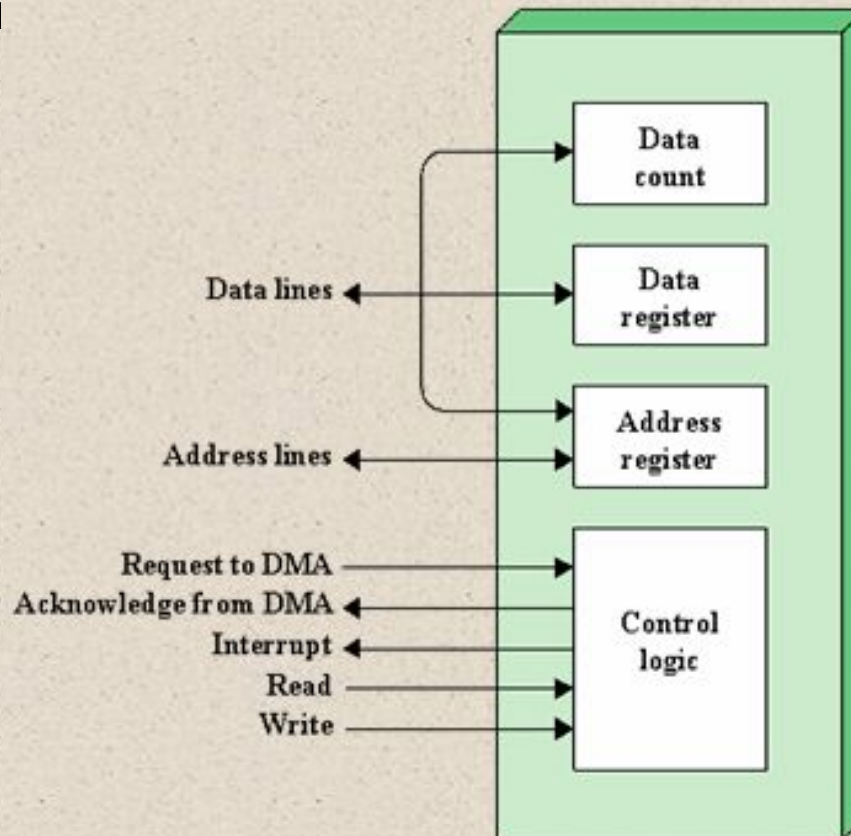 Data
count
Data lines
Data
register
Address
register
Address lines
Request to DMA
Acknowledge from DMA
Interrupt
Read
Write
Control
logic